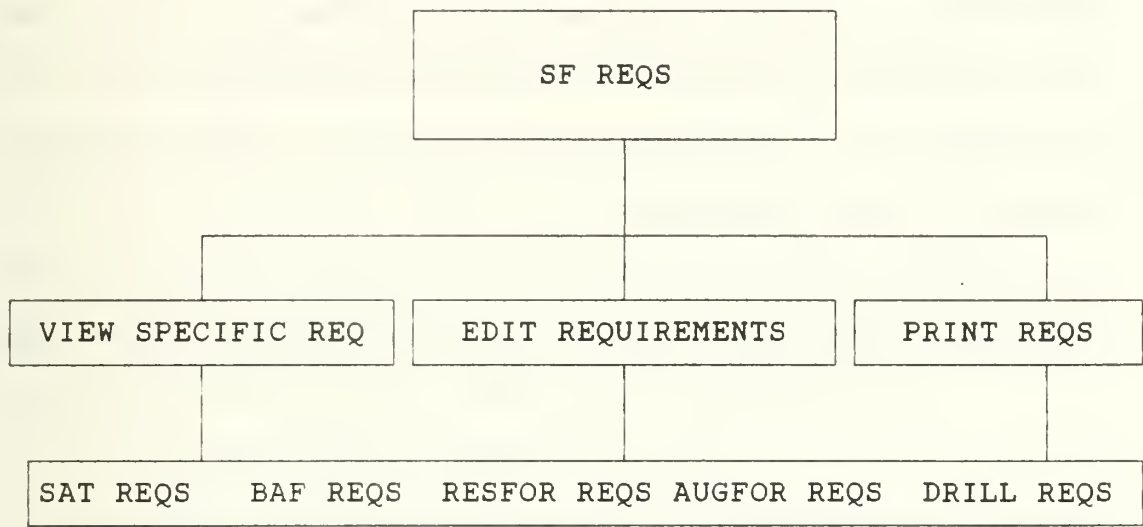 SF REQS
VIEW SPECIFIC REQ
EDIT REQUIREMENTS
PRINT REQS
SAT REQS BAF REQS RESFOR REQS AUGFOR REQS DRILL REQS